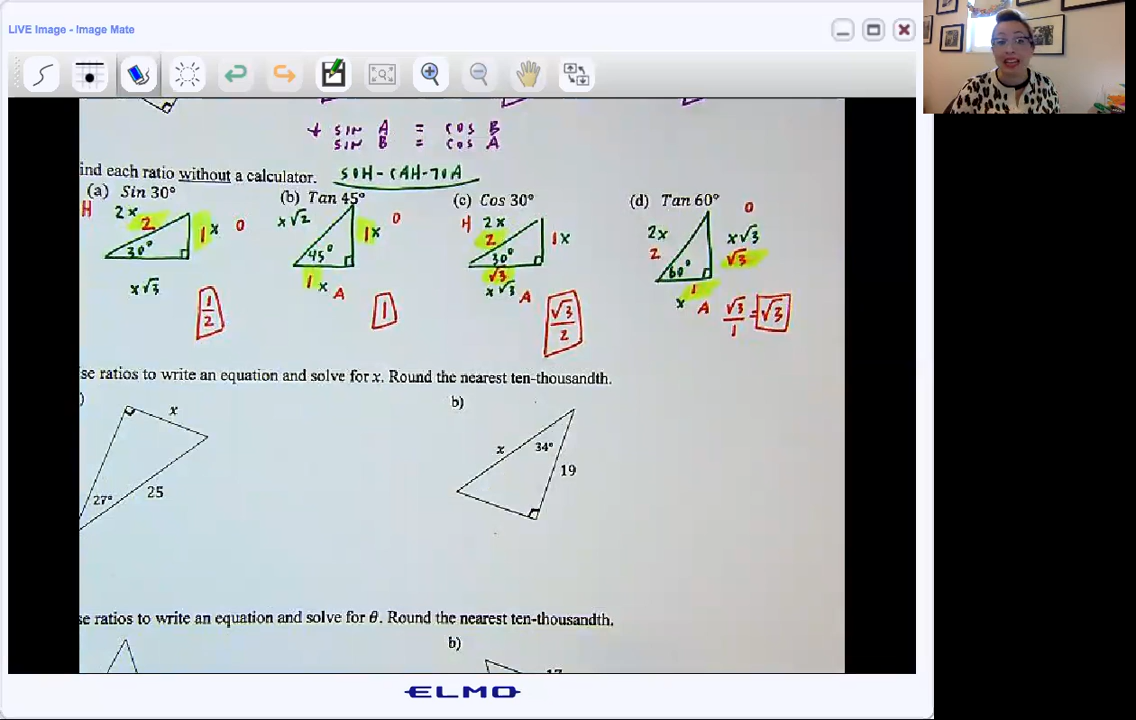 LIVE Image - Image Mate
+ SIN A = COS B
SIN B = COS A
ind each ratio without a calculator. SOH-CAH-TOA
(a) Sin 30° (b) Tan 45° (c) Cos 30° (d) Tan 60°
H 2x 2 1x O 30° x√3 1/2
x√2 1x O 45° 1x A 1
H 2x 2 1x 30° √3 x√3 A √3/2
2x 2 O x√3 √3 60° 1 x A √3/1 = √3
se ratios to write an equation and solve for x. Round the nearest ten-thousandth.
) x 27° 25
b) x 34° 19
se ratios to write an equation and solve for θ. Round the nearest ten-thousandth.
b)
ELMO